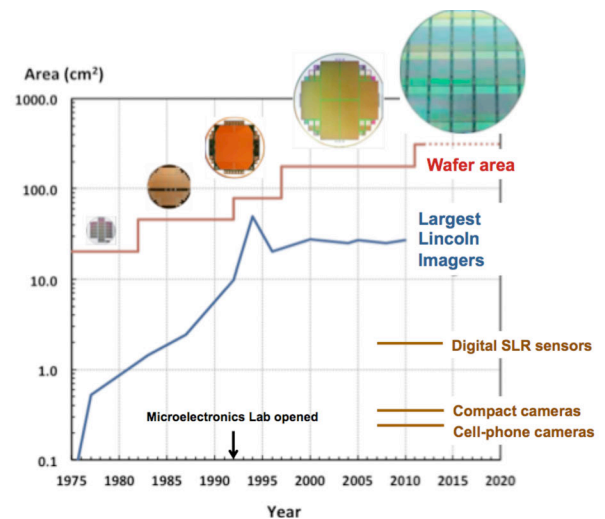 Area (cm²)
1000.0
100.0
10.0
1.0
0.1
Wafer area
Largest
Lincoln
Imagers
Digital SLR sensors
Compact cameras
Cell-phone cameras
Microelectronics Lab opened
1975 1980 1985 1990 1995 2000 2005 2010 2015 2020
Year